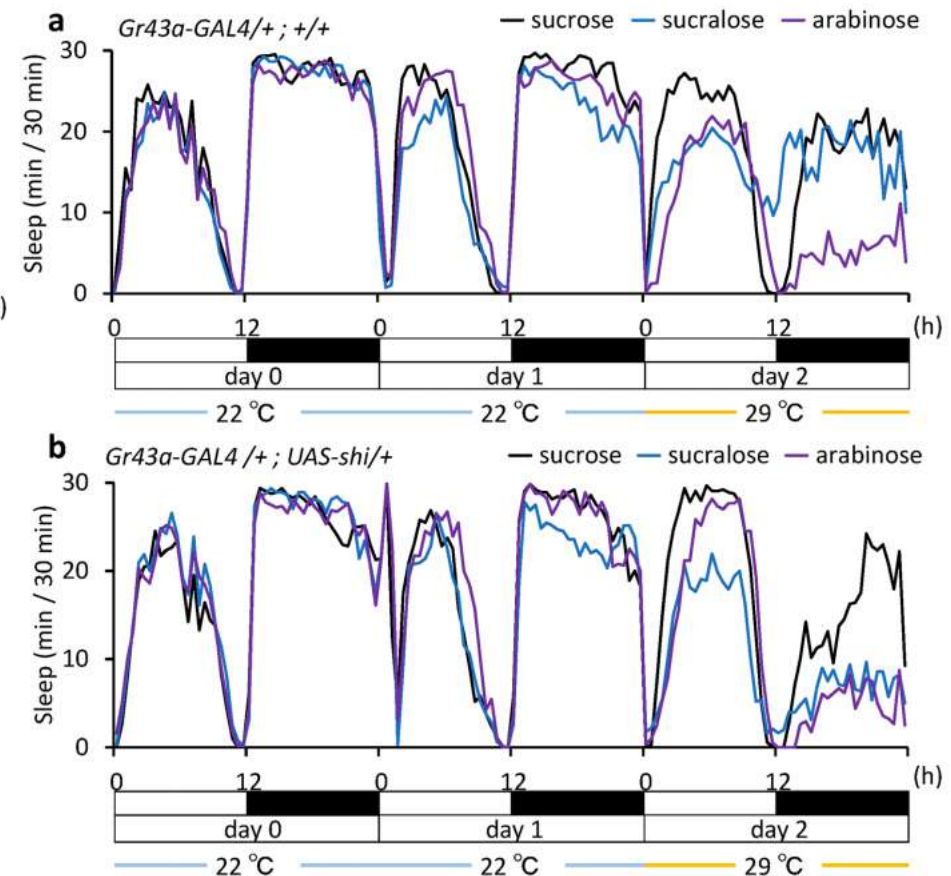 a Gr43a-GAL4/+ ; +/+ sucrose sucralose arabinose
30
20
10
0
Sleep (min / 30 min)
)
0 12 0 12 0 12 (h)
day 0 day 1 day 2
22 ℃ 22 ℃ 29 ℃
b Gr43a-GAL4 /+ ; UAS-shi/+ sucrose sucralose arabinose
30
20
10
0
Sleep (min / 30 min)
0 12 0 12 0 12 (h)
day 0 day 1 day 2
22 ℃ 22 ℃ 29 ℃